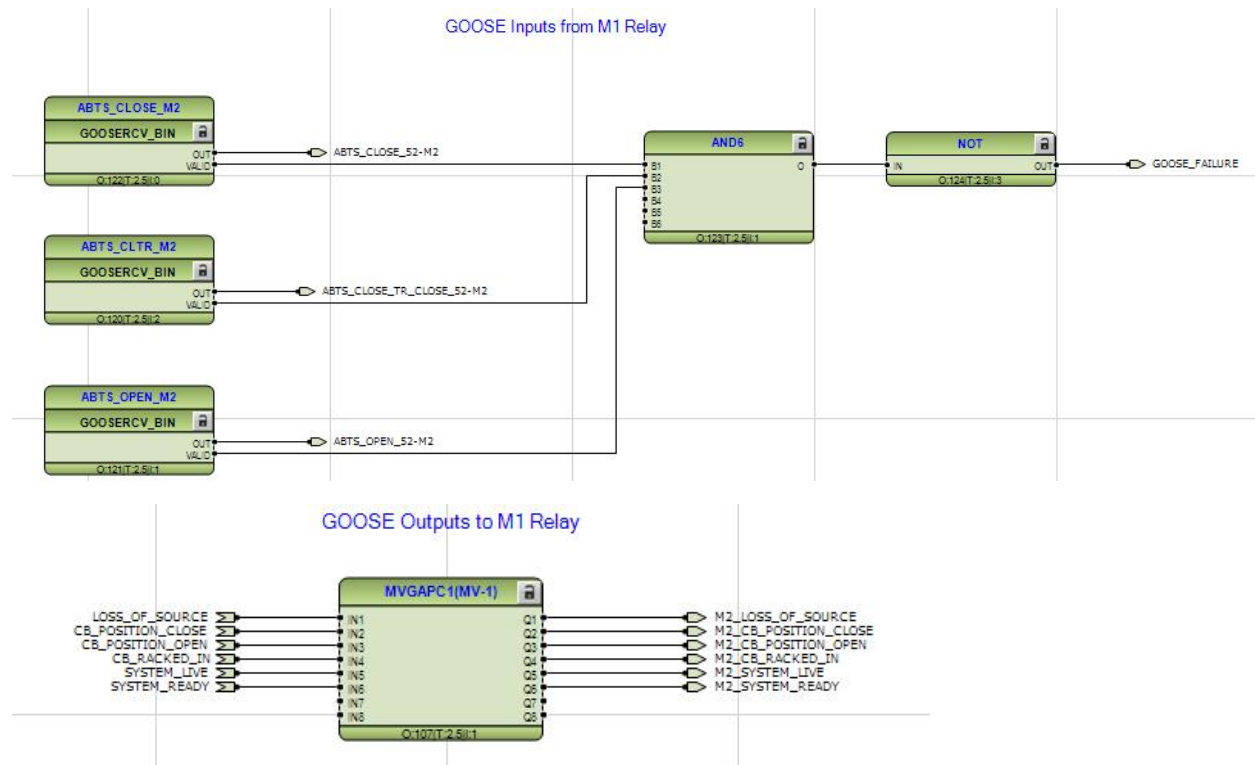 GOOSE Inputs from M1 Relay
ABTS_CLOSE_M2
GOOSERCV_BIN
OUT
VALID
O:122|T:2.5|I:0
ABTS_CLOSE_52-M2
AND6
B1
B2
B3
B4
B5
B6
O
O:123|T:2.5|I:1
NOT
IN
OUT
O:124|T:2.5|I:3
GOOSE_FAILURE
ABTS_CLTR_M2
GOOSERCV_BIN
OUT
VALID
O:120|T:2.5|I:2
ABTS_CLOSE_TR_CLOSE_52-M2
ABTS_OPEN_M2
GOOSERCV_BIN
OUT
VALID
O:121|T:2.5|I:1
ABTS_OPEN_52-M2
GOOSE Outputs to M1 Relay
MVGAPC1(MV-1)
LOSS_OF_SOURCE IN1 Q1 M2_LOSS_OF_SOURCE
CB_POSITION_CLOSE IN2 Q2 M2_CB_POSITION_CLOSE
CB_POSITION_OPEN IN3 Q3 M2_CB_POSITION_OPEN
CB_RACKED_IN IN4 Q4 M2_CB_RACKED_IN
SYSTEM_LIVE IN5 Q5 M2_SYSTEM_LIVE
SYSTEM_READY IN6 Q6 M2_SYSTEM_READY
IN7 Q7
IN8 Q8
O:107|T:2.5|I:1